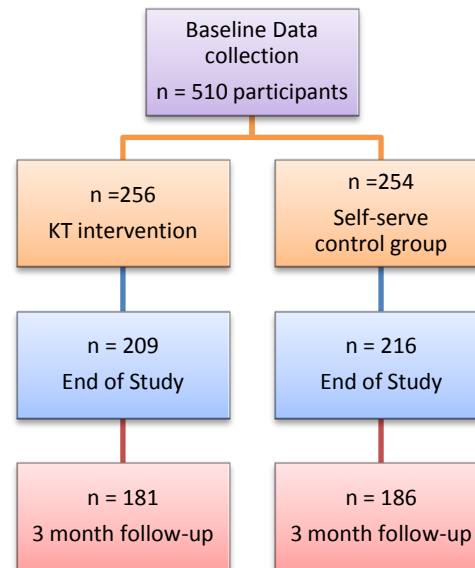 Baseline Data
collection
n = 510 participants
n =256
KT intervention
n =254
Self-serve
control group
n = 209
End of Study
n = 216
End of Study
n = 181
3 month follow-up
n = 186
3 month follow-up